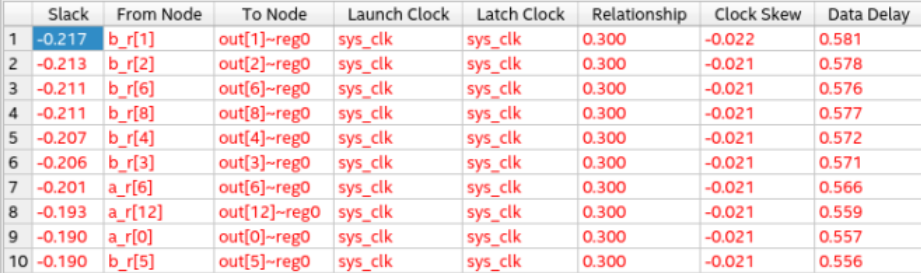 Slack From Node To Node Launch Clock Latch Clock Relationship Clock Skew Data Delay
1 -0.217 b_r[1] out[1]~reg0 sys_clk sys_clk 0.300 -0.022 0.581
2 -0.213 b_r[2] out[2]~reg0 sys_clk sys_clk 0.300 -0.021 0.578
3 -0.211 b_r[6] out[6]~reg0 sys_clk sys_clk 0.300 -0.021 0.576
4 -0.211 b_r[8] out[8]~reg0 sys_clk sys_clk 0.300 -0.021 0.577
5 -0.207 b_r[4] out[4]~reg0 sys_clk sys_clk 0.300 -0.021 0.572
6 -0.206 b_r[3] out[3]~reg0 sys_clk sys_clk 0.300 -0.021 0.571
7 -0.201 a_r[6] out[6]~reg0 sys_clk sys_clk 0.300 -0.021 0.566
8 -0.193 a_r[12] out[12]~reg0 sys_clk sys_clk 0.300 -0.021 0.559
9 -0.190 a_r[0] out[0]~reg0 sys_clk sys_clk 0.300 -0.021 0.557
10 -0.190 b_r[5] out[5]~reg0 sys_clk sys_clk 0.300 -0.021 0.556